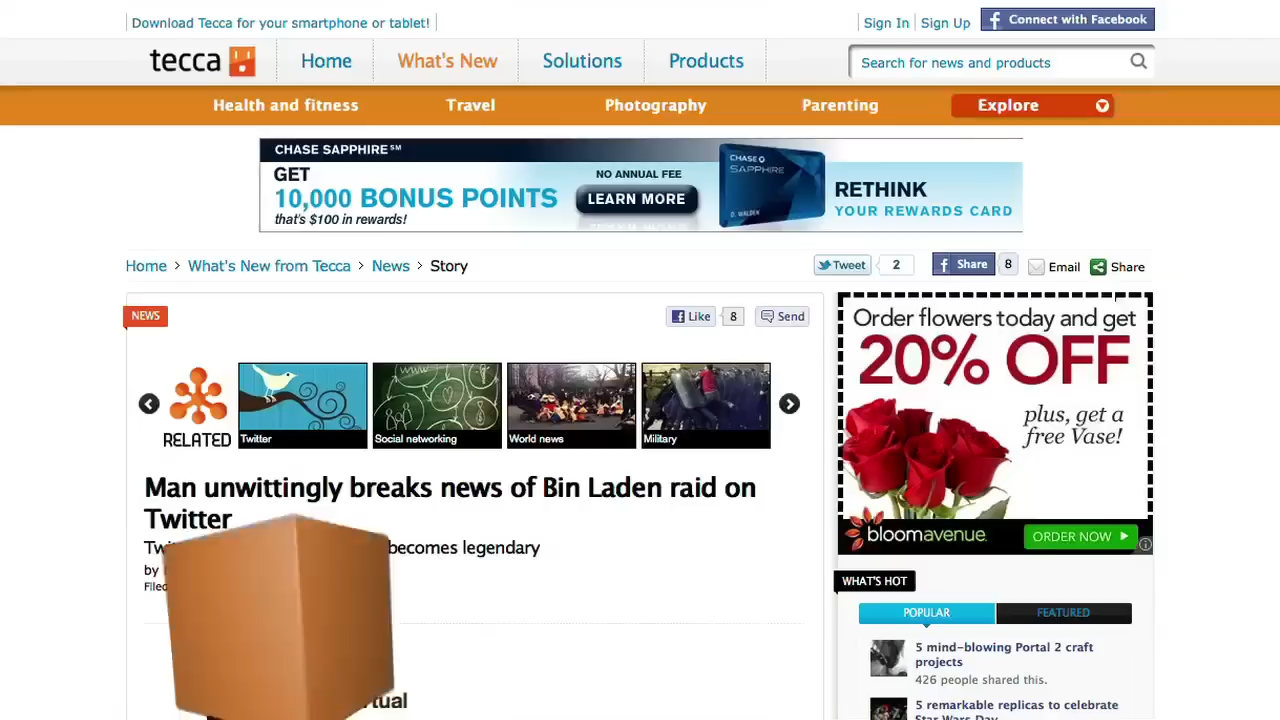 Download Tecca for your smartphone or tablet!
Sign In
Sign Up
Connect with Facebook
tecca
Home
What's New
Solutions
Products
Search for news and products
Health and fitness
Travel
Photography
Parenting
Explore
CHASE SAPPHIRE℠
GET
10,000 BONUS POINTS
that's $100 in rewards!
NO ANNUAL FEE
LEARN MORE
CHASE
SAPPHIRE
D. WALDEN
RETHINK
YOUR REWARDS CARD
Home > What's New from Tecca > News > Story
Tweet 2
Share 8
Email
Share
NEWS
Like 8
Send
RELATED
Twitter
Social networking
World news
Military
Order flowers today and get
20% OFF
plus, get a
free Vase!
bloomavenue.
ORDER NOW
Man unwittingly breaks news of Bin Laden raid on
Twitter
becomes legendary
by
WHAT'S HOT
POPULAR
FEATURED
5 mind-blowing Portal 2 craft
projects
426 people shared this.
5 remarkable replicas to celebrate
Star Wars Day